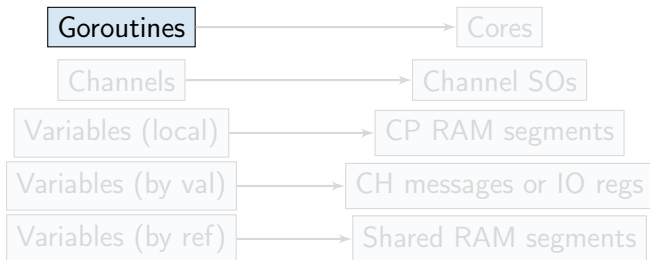 Goroutines Cores
Channels Channel SOs
Variables (local) CP RAM segments
Variables (by val) CH messages or IO regs
Variables (by ref) Shared RAM segments